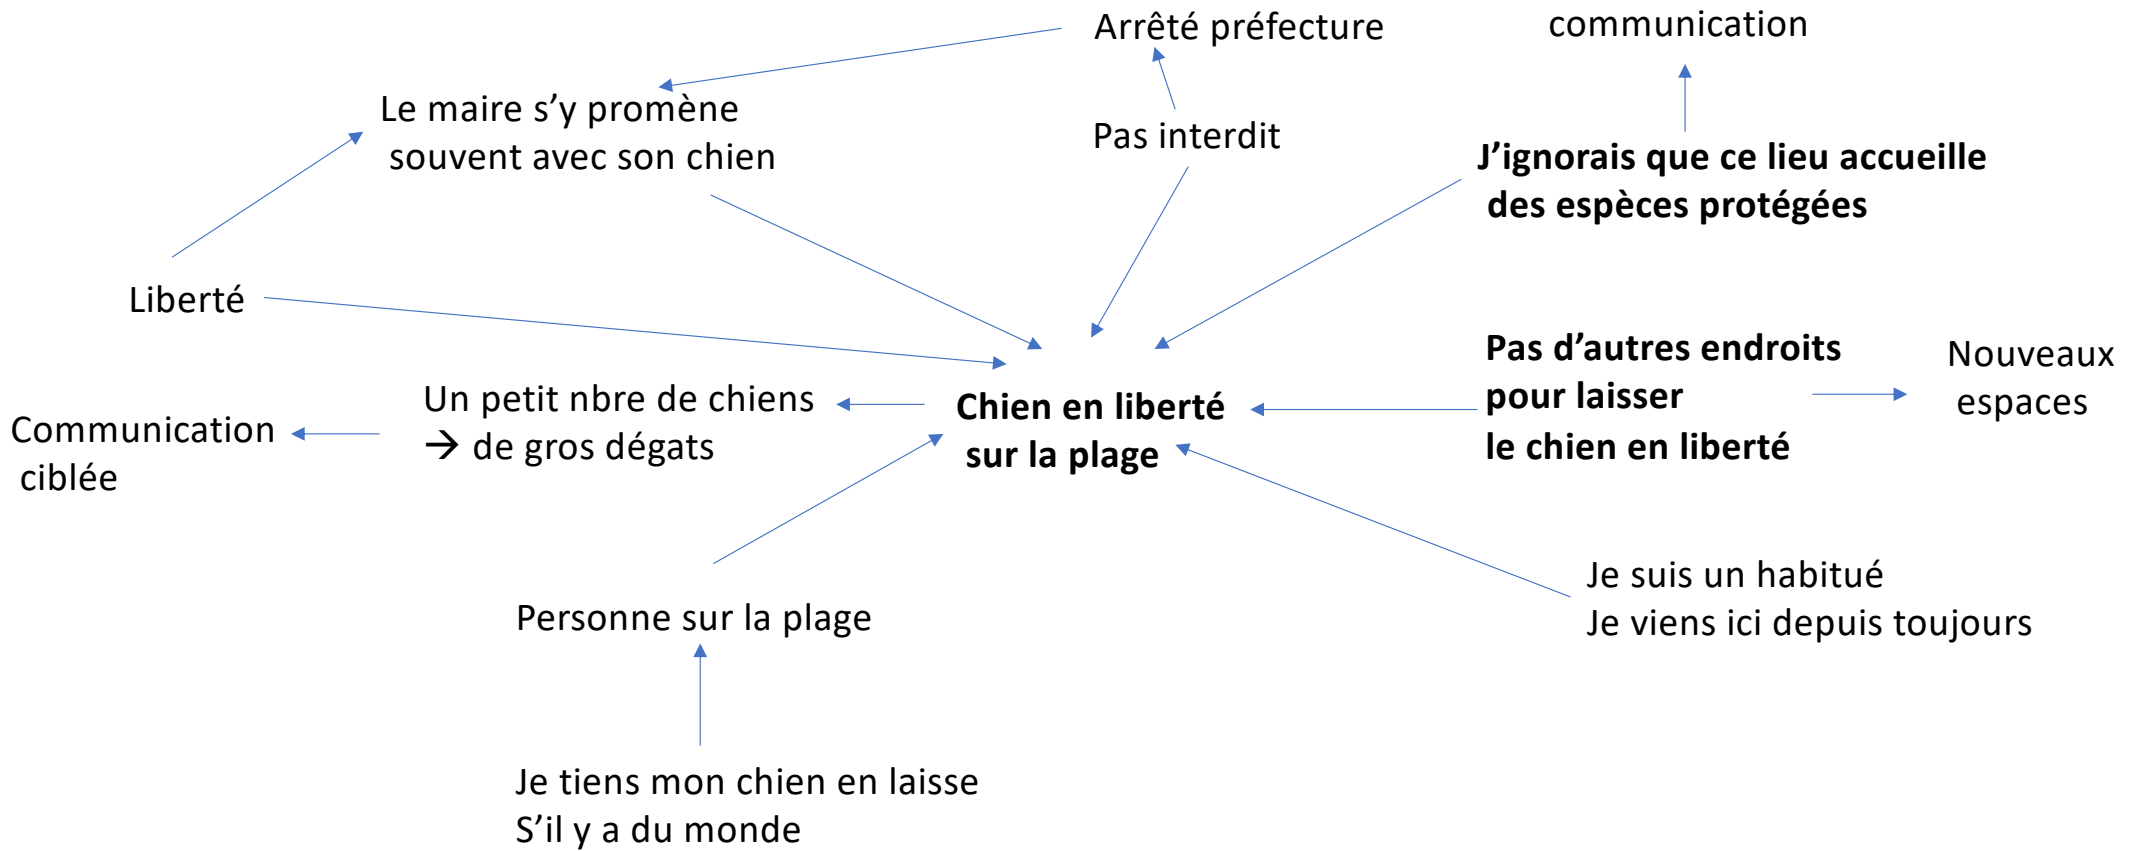 Arrêté préfecture
communication
Le maire s’y promène
souvent avec son chien
Pas interdit
J’ignorais que ce lieu accueille
des espèces protégées
Liberté
Pas d’autres endroits
pour laisser
le chien en liberté
Nouveaux
espaces
Un petit nbre de chiens
→ de gros dégats
Chien en liberté
sur la plage
Communication
ciblée
Je suis un habitué
Je viens ici depuis toujours
Personne sur la plage
Je tiens mon chien en laisse
S’il y a du monde